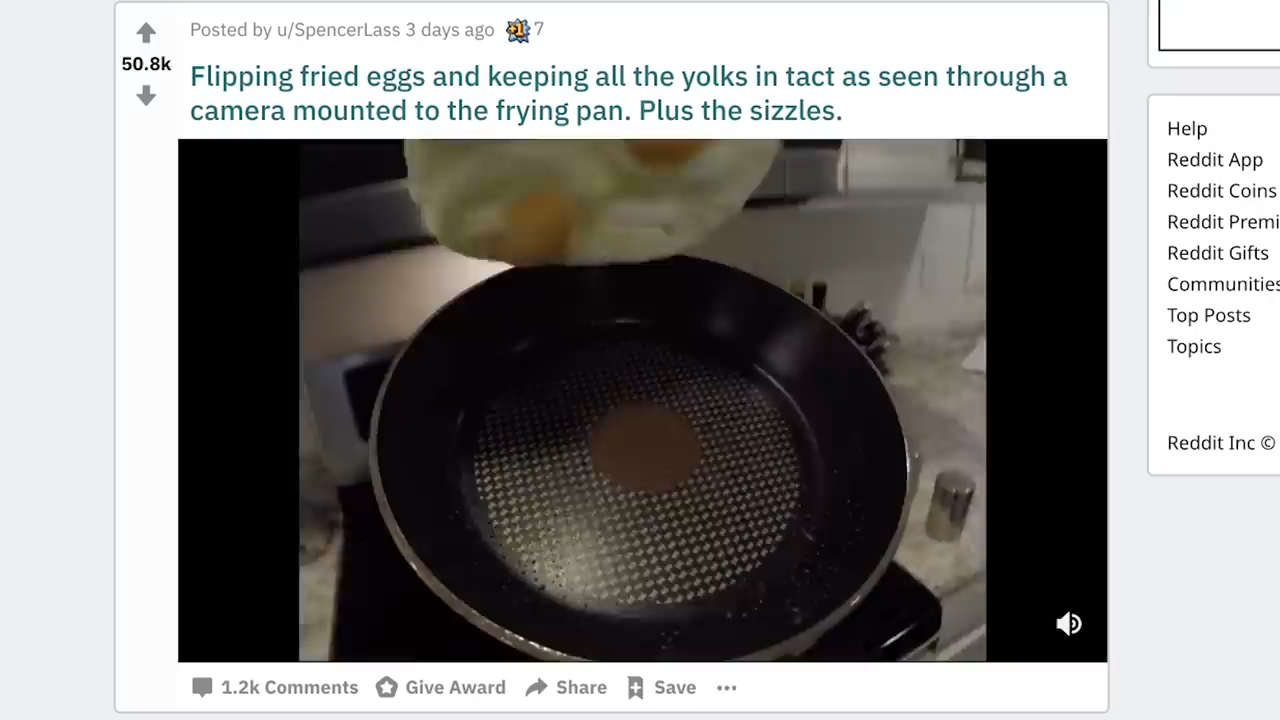 Posted by u/SpencerLass 3 days ago 7
50.8k
Flipping fried eggs and keeping all the yolks in tact as seen through a
camera mounted to the frying pan. Plus the sizzles.
1.2k Comments Give Award Share Save
Help
Reddit App
Reddit Coins
Reddit Premi
Reddit Gifts
Communities
Top Posts
Topics
Reddit Inc ©